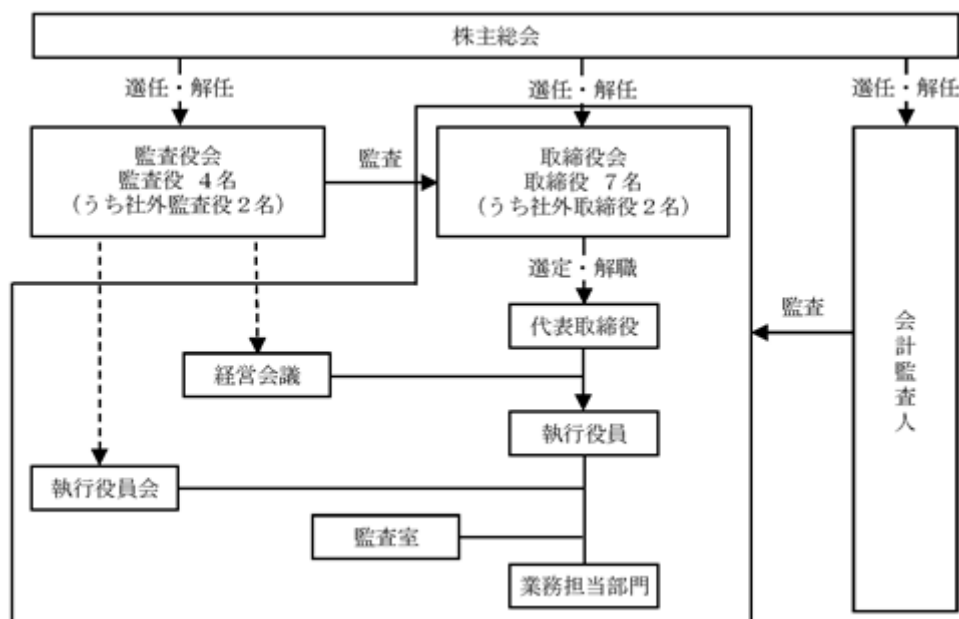 株主総会
選任・解任
選任・解任
選任・解任
監査役会
監査役 4名
(うち社外監査役2名)
監査
取締役会
取締役 7名
(うち社外取締役2名)
選定・解職
代表取締役
監査
会計監査人
経営会議
執行役員
執行役員会
監査室
業務担当部門